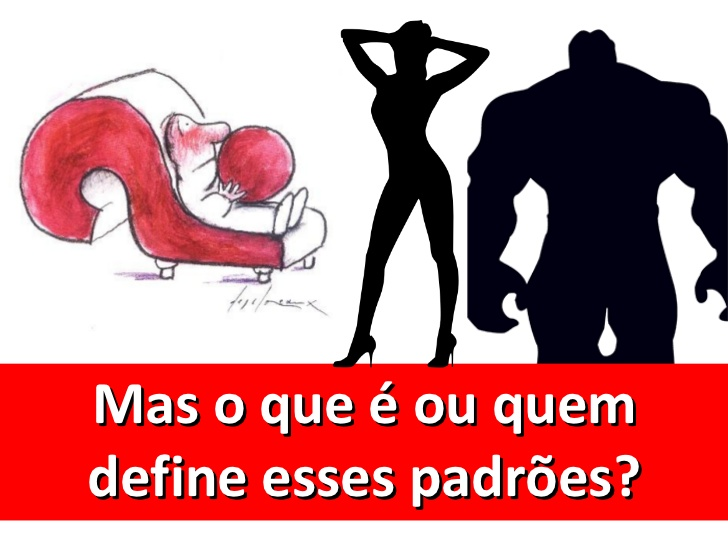 Mas o que é ou quem
define esses padrões?